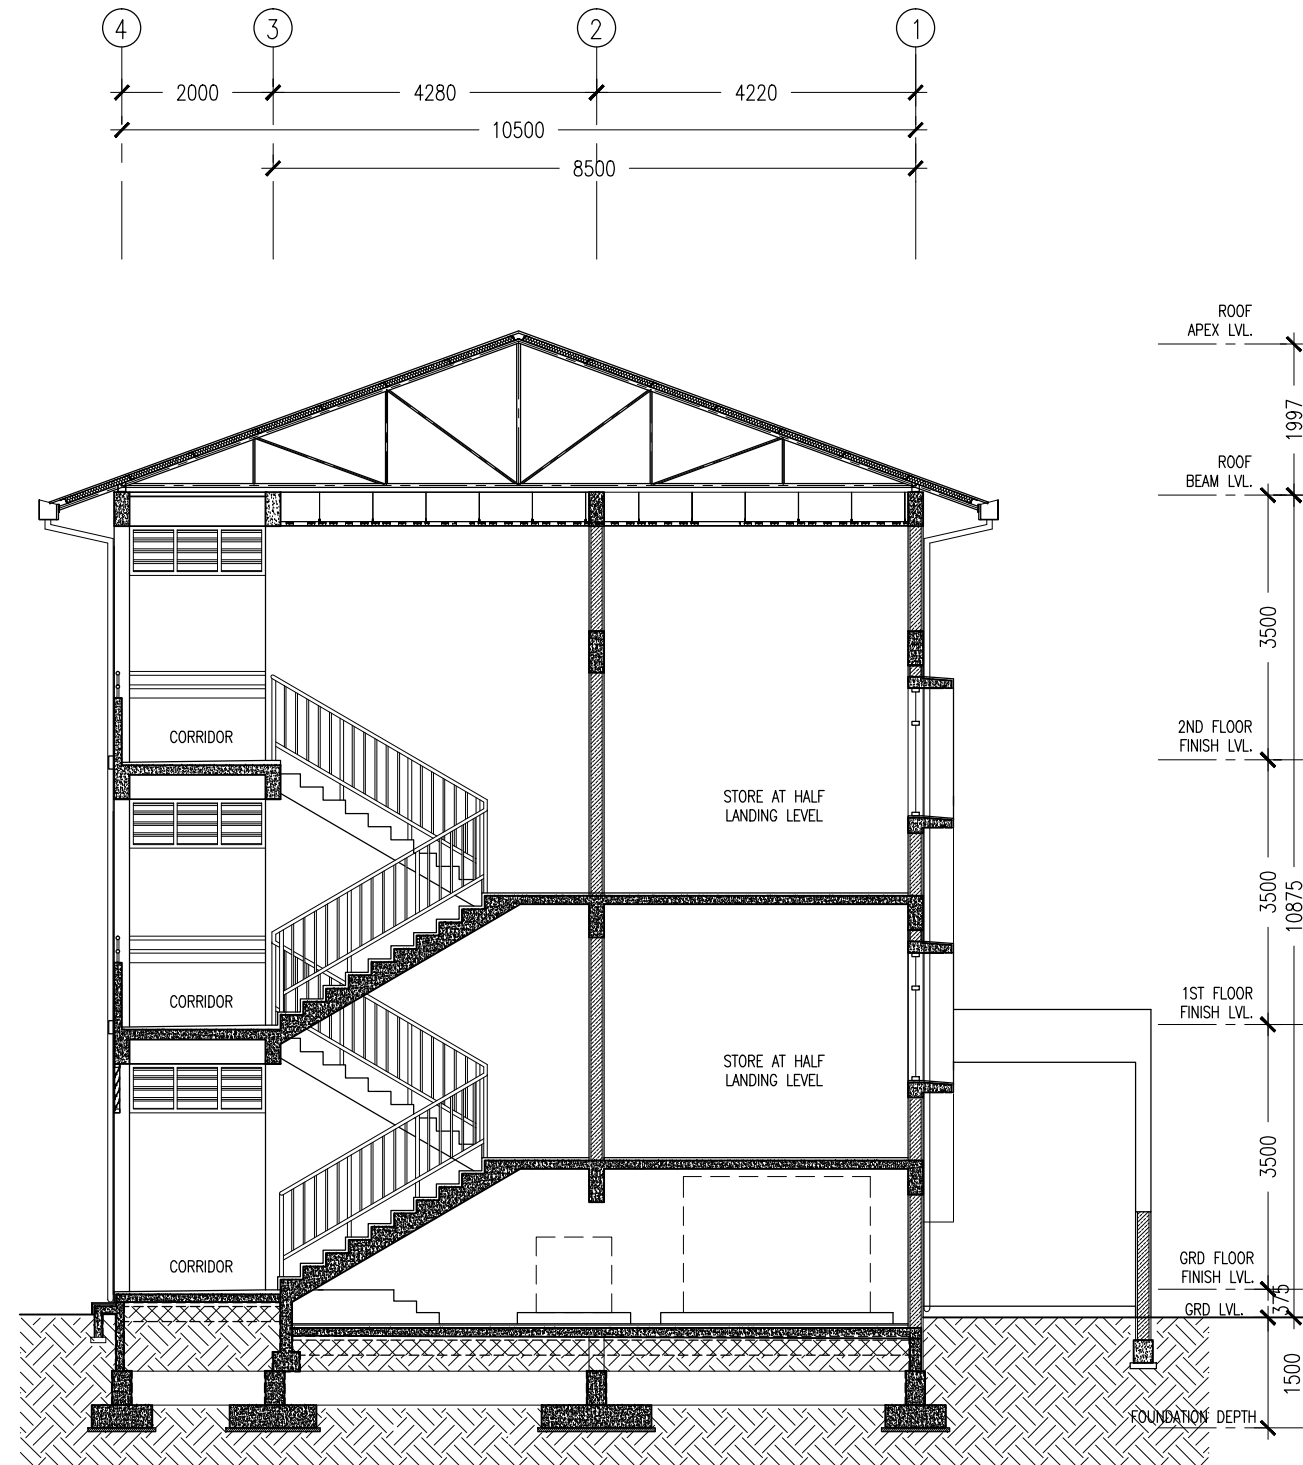 4 3 2 1
2000 4280 4220
10500
8500
ROOF
APEX LVL.
1997
ROOF
BEAM LVL.
3500
CORRIDOR
2ND FLOOR
FINISH LVL.
STORE AT HALF
LANDING LEVEL
3500
10875
CORRIDOR
1ST FLOOR
FINISH LVL.
STORE AT HALF
LANDING LEVEL
3500
CORRIDOR
GRD FLOOR
FINISH LVL.
375
GRD LVL.
1500
FOUNDATION DEPTH